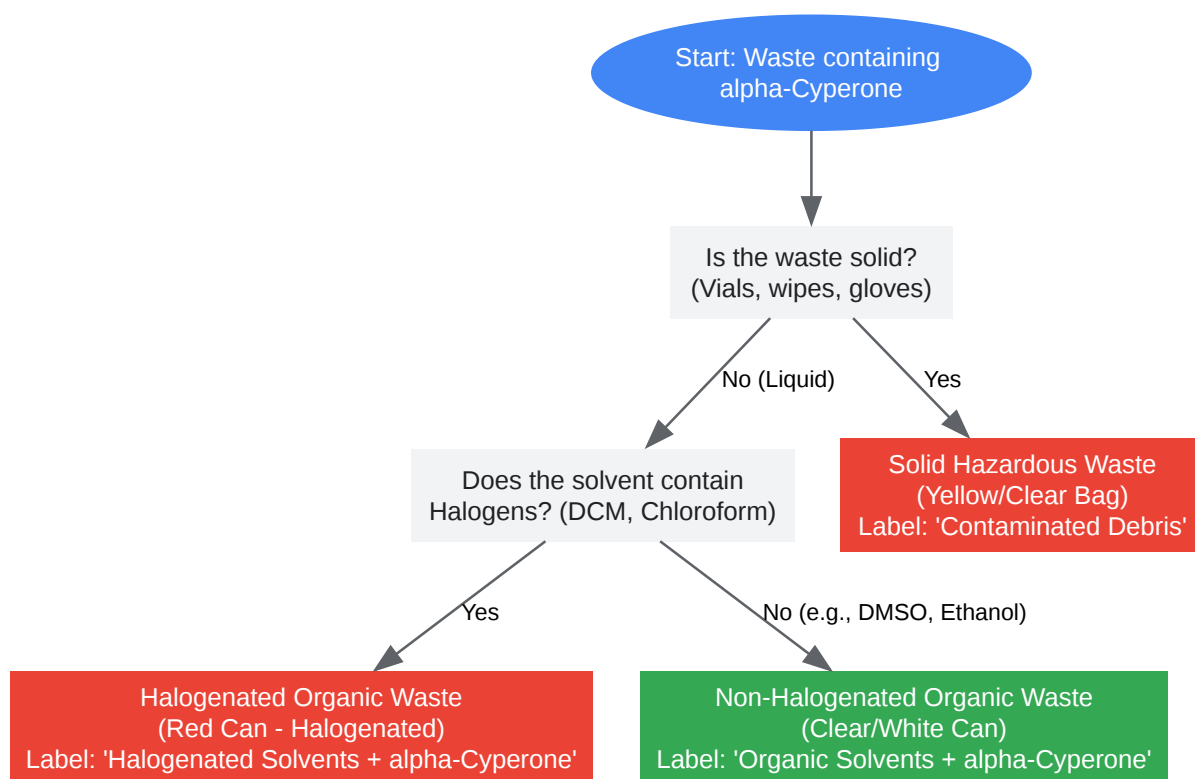 Start: Waste containing
alpha-Cyperone
Is the waste solid?
(Vials, wipes, gloves)
No (Liquid)
Yes
Does the solvent contain
Halogens? (DCM, Chloroform)
Solid Hazardous Waste
(Yellow/Clear Bag)
Label: 'Contaminated Debris'
Yes
No (e.g., DMSO, Ethanol)
Halogenated Organic Waste
(Red Can - Halogenated)
Label: 'Halogenated Solvents + alpha-Cyperone'
Non-Halogenated Organic Waste
(Clear/White Can)
Label: 'Organic Solvents + alpha-Cyperone'